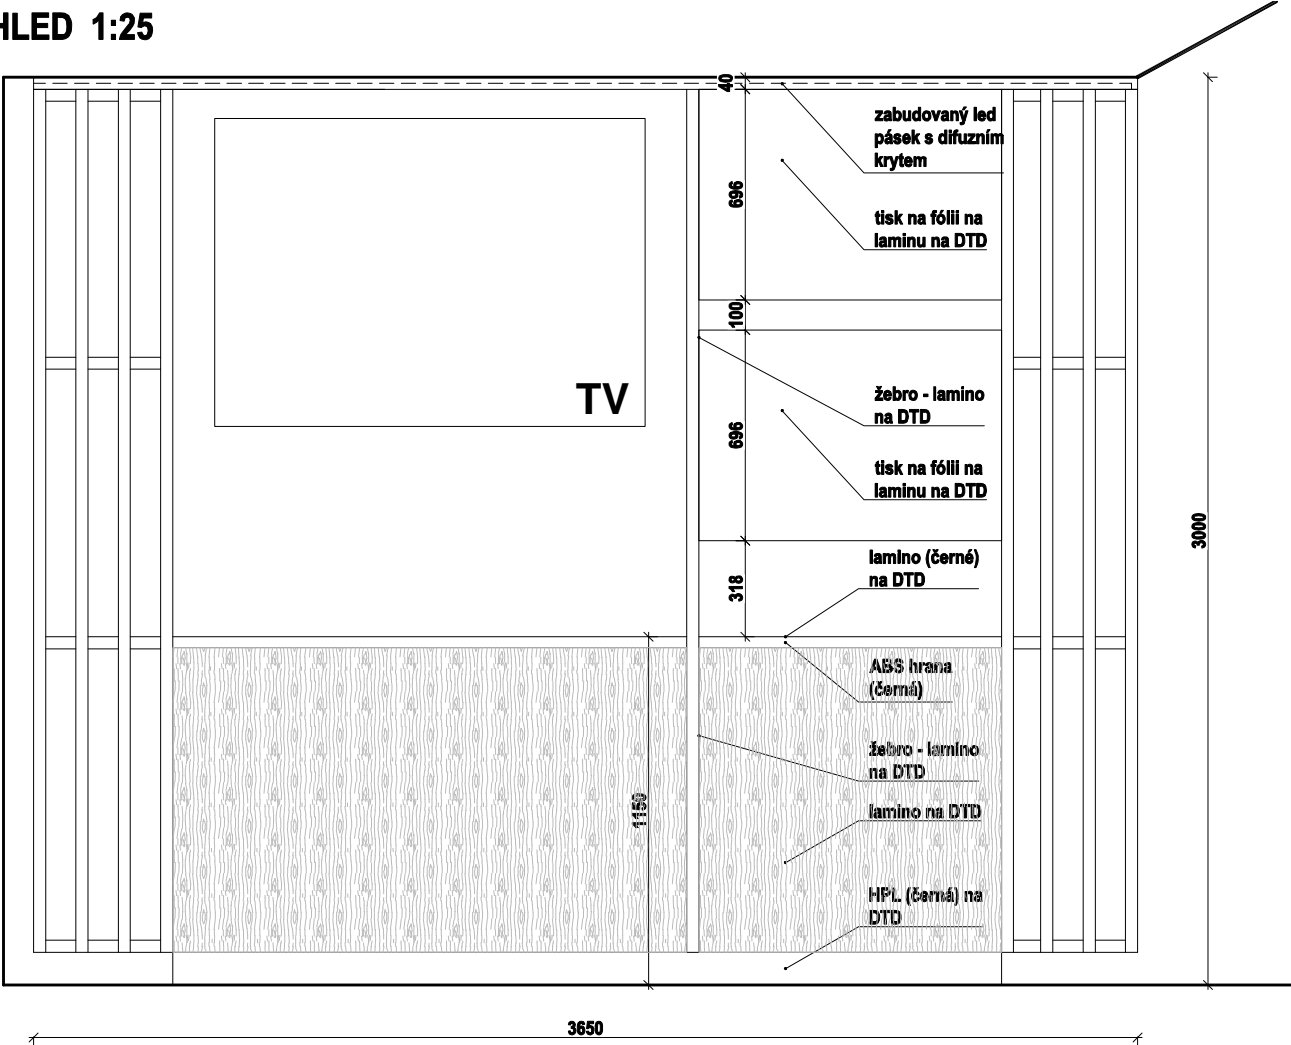 HLED 1:25
40
zabudovaný led
pásek s difuzním
krytem
696
tisk na fólii na
laminu na DTD
100
TV
žebro - lamino
na DTD
696
tisk na fólii na
laminu na DTD
3000
lamino (černé)
na DTD
318
ABS hrana
(černá)
žebro - lamino
na DTD
1150
lamino na DTD
HPL (černá) na
DTD
3650